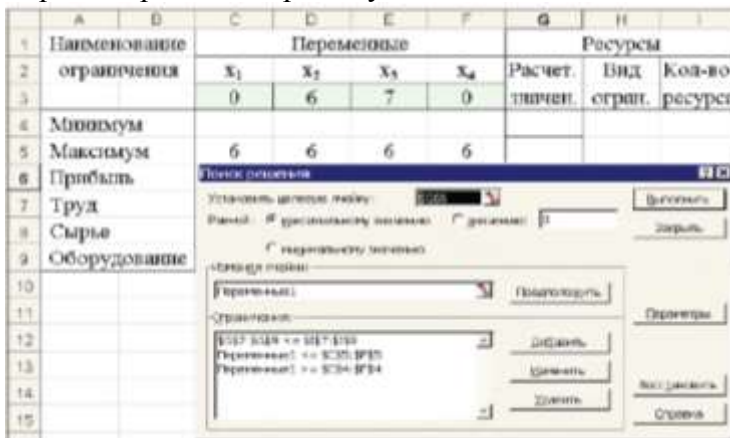 A B C D E F G H I
1 Наименование Переменные Ресурсы
2 ограничения X₁ X₂ X₃ X₄ Расчет. Вид Кол-во
3 0 6 7 0 значен. огран. ресурса
4 Минимум
5 Максимум 6 6 6 6
6 Прибыль
7 Труд
8 Сырье
9 Оборудование
10
11
12
13
14
15
Поиск решения
Установить целевую ячейку:
Выполнить
Равной: максимальному значению значению: 0
Закрыть
минимальному значению
Изменяя ячейки:
Переменные1
Предположить
Ограничения:
Параметры
$G$7:$G$9 <= $I$7:$I$9
Добавить
Переменные1 <= $C$5:$F$5
Переменные1 >= $C$4:$F$4
Изменить
Удалить
Восстановить
Справка